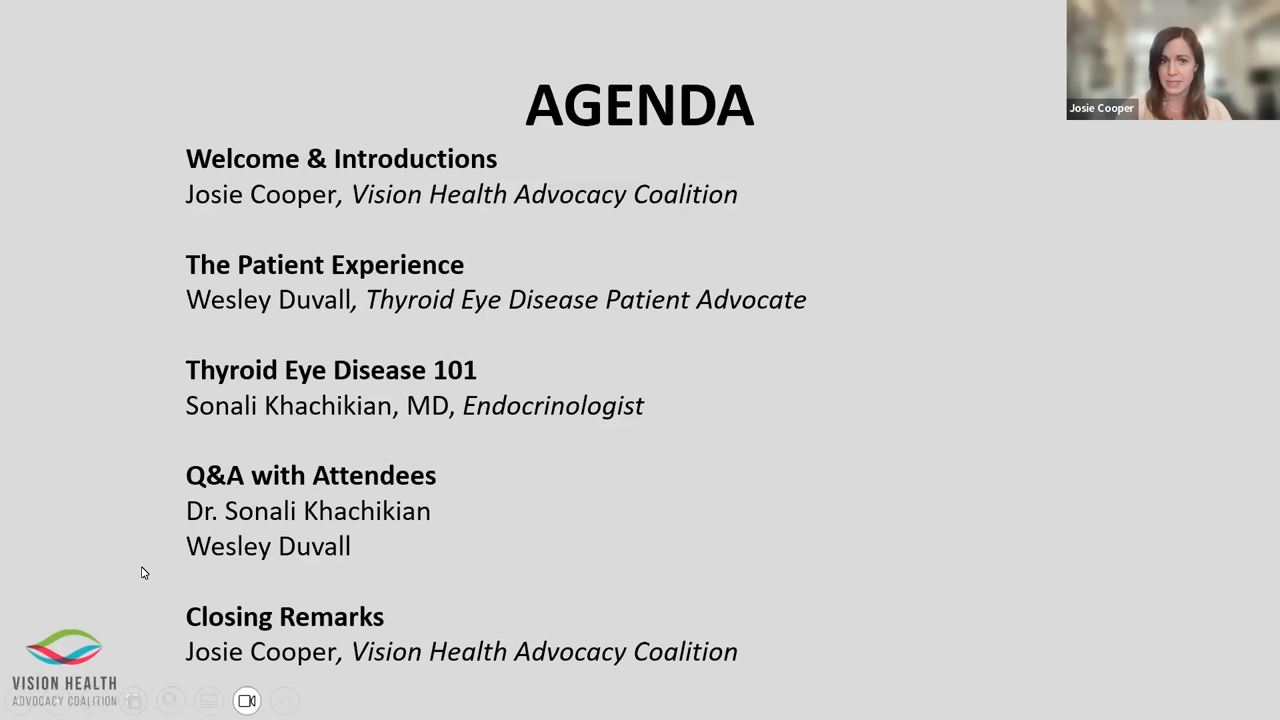 AGENDA
Josie Cooper
Welcome & Introductions
Josie Cooper, Vision Health Advocacy Coalition
The Patient Experience
Wesley Duvall, Thyroid Eye Disease Patient Advocate
Thyroid Eye Disease 101
Sonali Khachikian, MD, Endocrinologist
Q&A with Attendees
Dr. Sonali Khachikian
Wesley Duvall
Closing Remarks
Josie Cooper, Vision Health Advocacy Coalition
VISION HEALTH
ADVOCACY COALITION